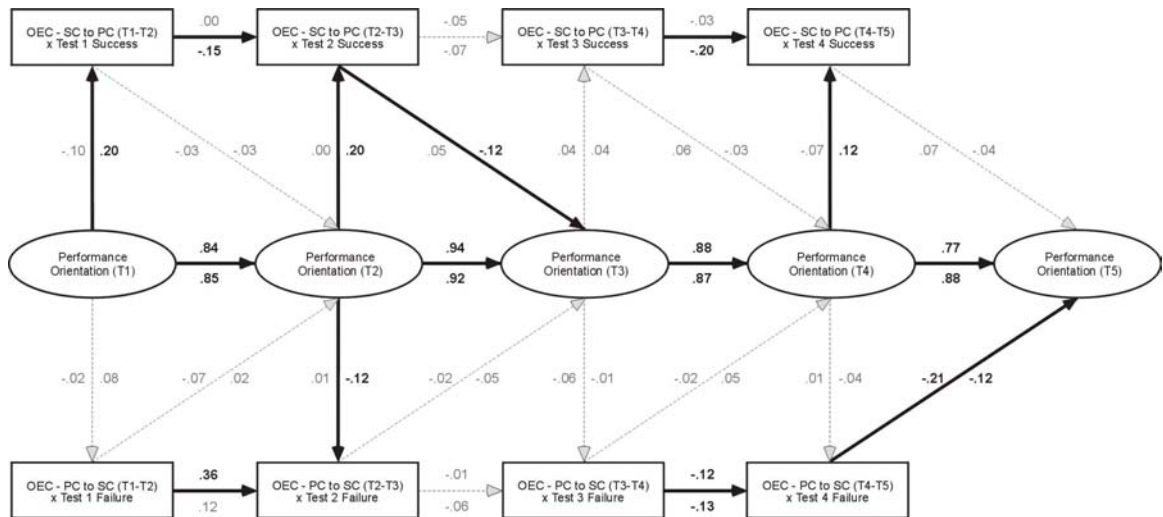 OEC - SC to PC (T1-T2)
x Test 1 Success
.00
-.15
OEC - SC to PC (T2-T3)
x Test 2 Success
-.05
-.07
OEC - SC to PC (T3-T4)
x Test 3 Success
-.03
-.20
OEC - SC to PC (T4-T5)
x Test 4 Success
-.10 .20
-.03 -.03
.00 .20
.05 -.12
.04 .04
.06 -.03
-.07 .12
.07 -.04
Performance
Orientation (T1)
.84
.85
Performance
Orientation (T2)
.94
.92
Performance
Orientation (T3)
.88
.87
Performance
Orientation (T4)
.77
.88
Performance
Orientation (T5)
-.02 .08
-.07 .02
.01 -.12
-.02 -.05
-.06 -.01
-.02 .05
.01 -.04
-.21 -.12
OEC - PC to SC (T1-T2)
x Test 1 Failure
.36
.12
OEC - PC to SC (T2-T3)
x Test 2 Failure
-.01
-.06
OEC - PC to SC (T3-T4)
x Test 3 Failure
-.12
-.13
OEC - PC to SC (T4-T5)
x Test 4 Failure